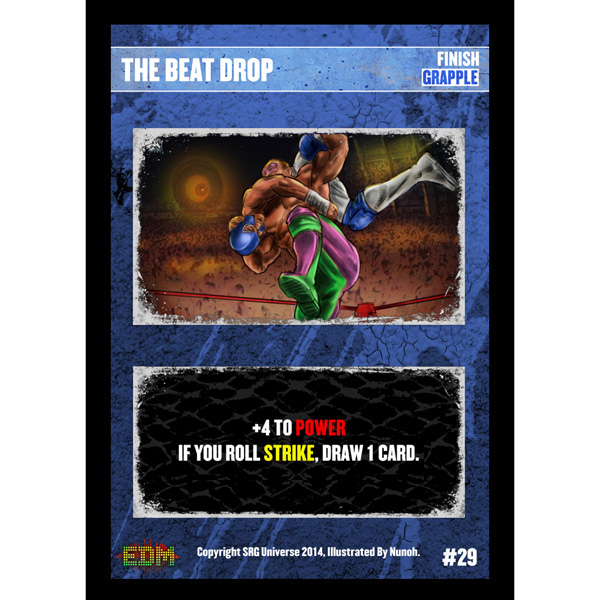 THE BEAT DROP
FINISH
GRAPPLE
+4 TO POWER
IF YOU ROLL STRIKE, DRAW 1 CARD.
EDM
Copyright SRG Universe 2014, Illustrated By Nunoh.
#29